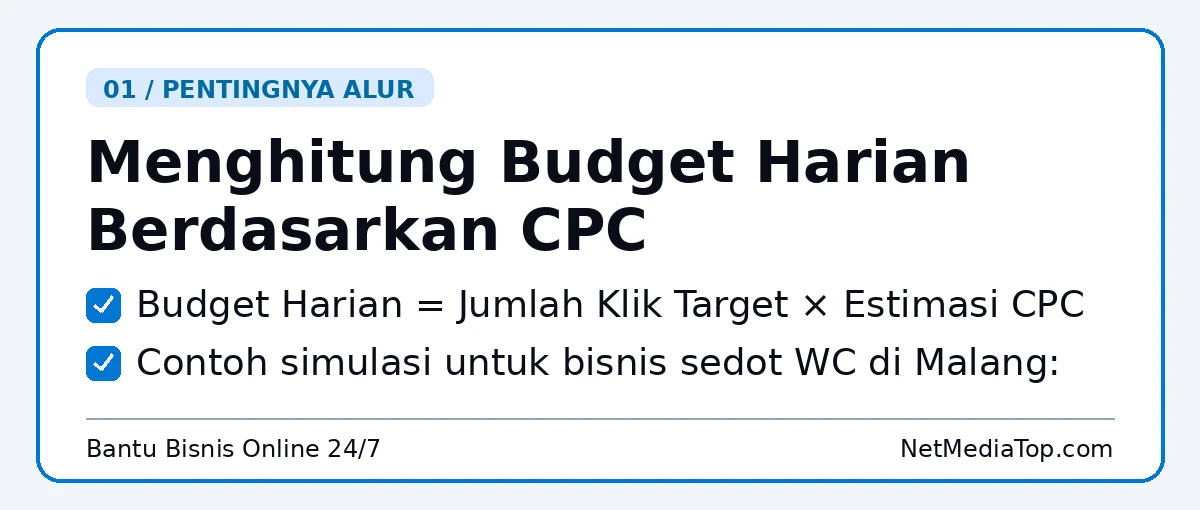 01 / PENTINGNYA ALUR
Menghitung Budget Harian
Berdasarkan CPC
Budget Harian = Jumlah Klik Target × Estimasi CPC
Contoh simulasi untuk bisnis sedot WC di Malang:
Bantu Bisnis Online 24/7
NetMediaTop.com